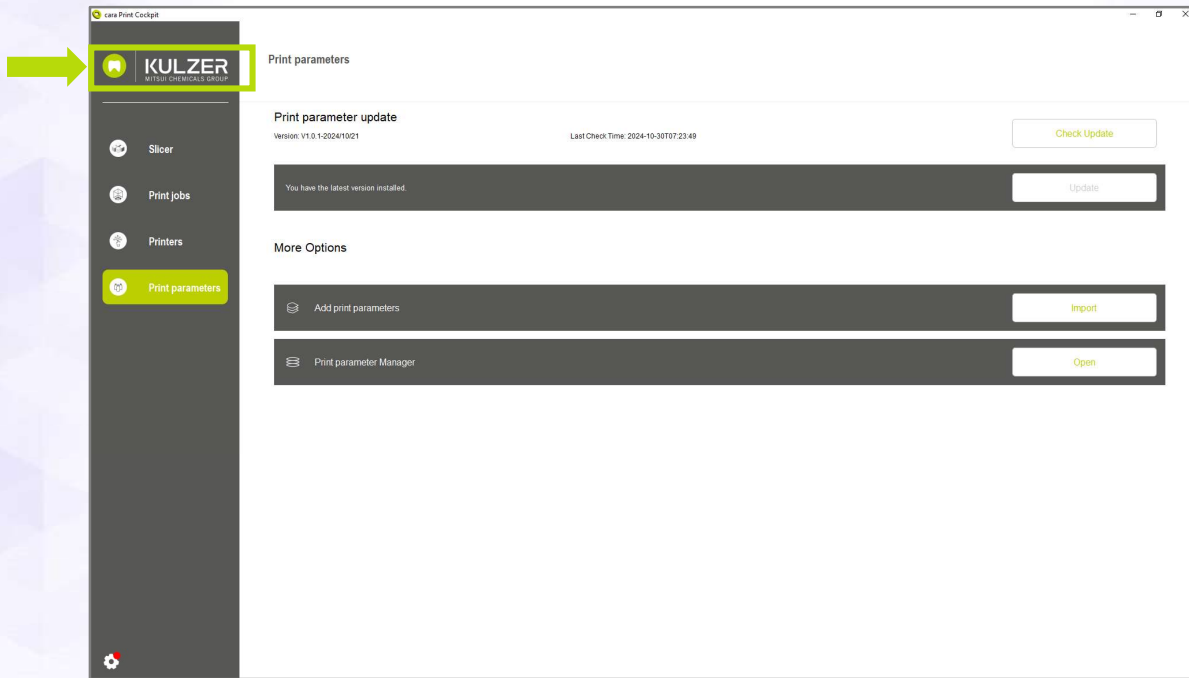 cara Print Cockpit
KULZER
MITSUI CHEMICALS GROUP
Print parameters
Slicer
Print jobs
Printers
Print parameters
Print parameter update
Version: V1.0.1-2024/10/21
Last Check Time: 2024-10-30T07:23:49
Check Update
You have the latest version installed.
Update
More Options
Add print parameters
Import
Print parameter Manager
Open